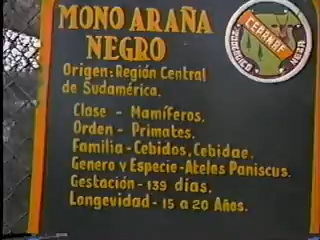 MONO ARAÑA
NEGRO
Origen: Región Central
de Sudamérica.
Clase - Mamíferos.
Orden - Primates.
Familia - Cebidos, Cebidae.
Genero y Especie - Ateles Paniscus.
Gestación - 139 días.
Longevidad - 15 a 20 Años.
ZOOLOGICO